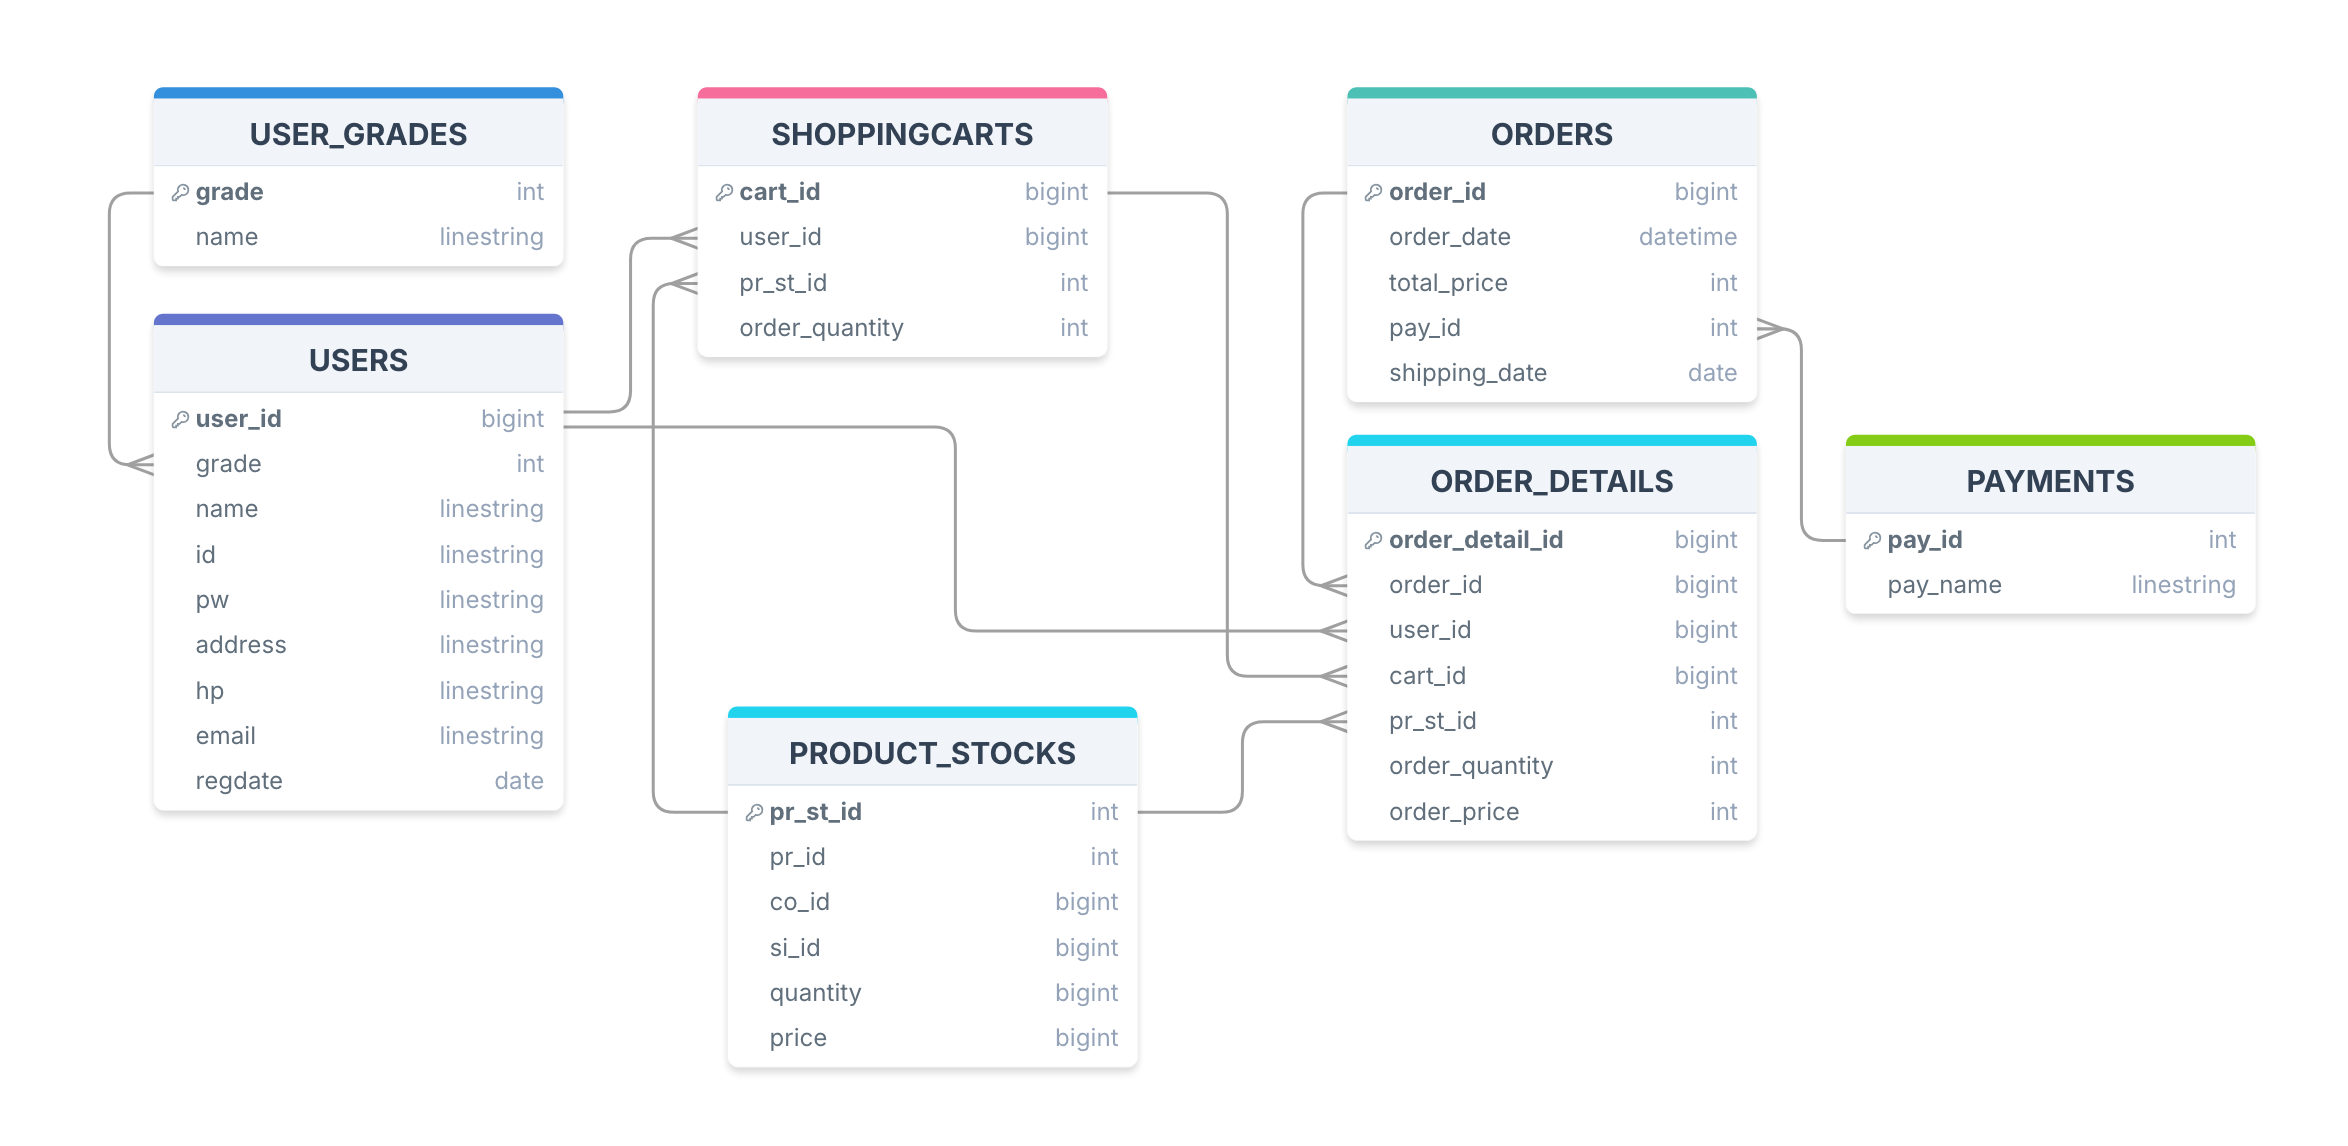 USER_GRADES
grade int
name linestring
USERS
user_id bigint
grade int
name linestring
id linestring
pw linestring
address linestring
hp linestring
email linestring
regdate date
SHOPPINGCARTS
cart_id bigint
user_id bigint
pr_st_id int
order_quantity int
PRODUCT_STOCKS
pr_st_id int
pr_id int
co_id bigint
si_id bigint
quantity bigint
price bigint
ORDERS
order_id bigint
order_date datetime
total_price int
pay_id int
shipping_date date
ORDER_DETAILS
order_detail_id bigint
order_id bigint
user_id bigint
cart_id bigint
pr_st_id int
order_quantity int
order_price int
PAYMENTS
pay_id int
pay_name linestring